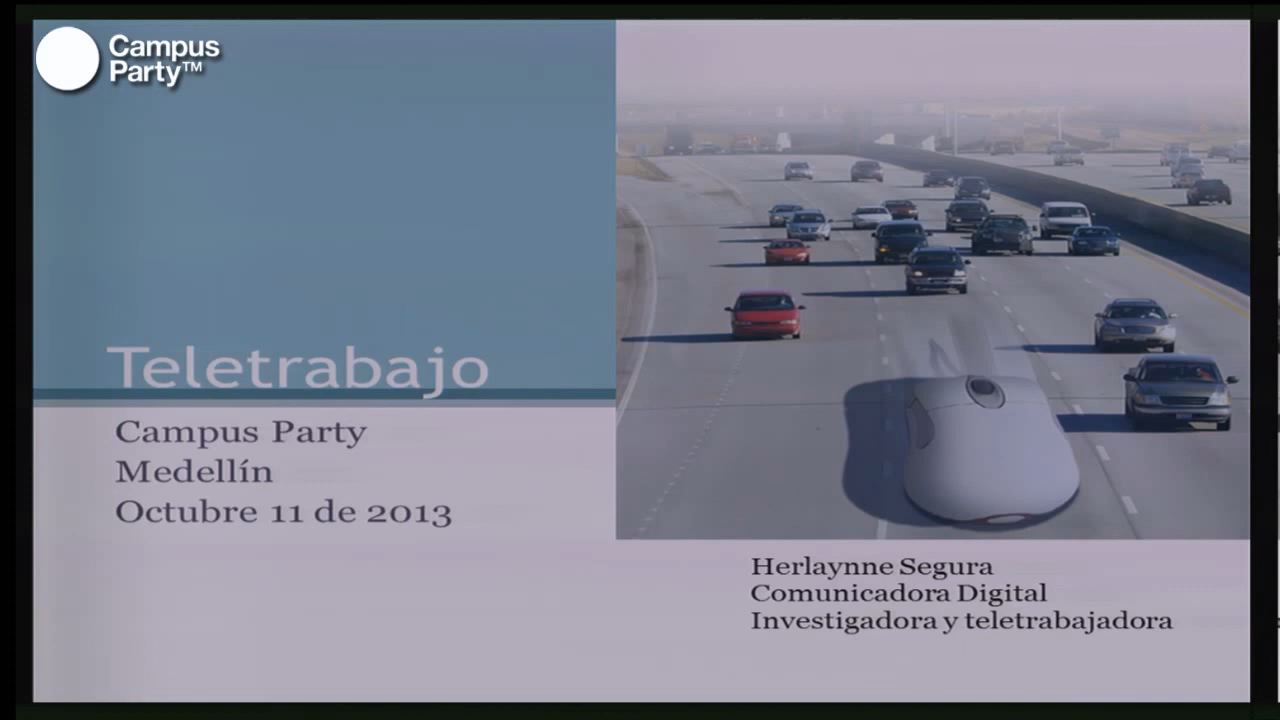 Campus
Party™
Teletrabajo
Campus Party
Medellín
Octubre 11 de 2013
Herlaynne Segura
Comunicadora Digital
Investigadora y teletrabajadora